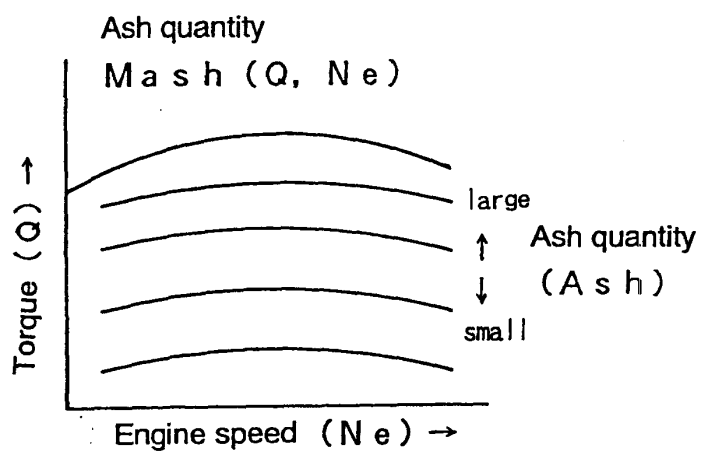 Ash quantity
Mash (Q, Ne)
Torque (Q) →
large
↑ Ash quantity
↓ (Ash)
small
Engine speed (Ne) →